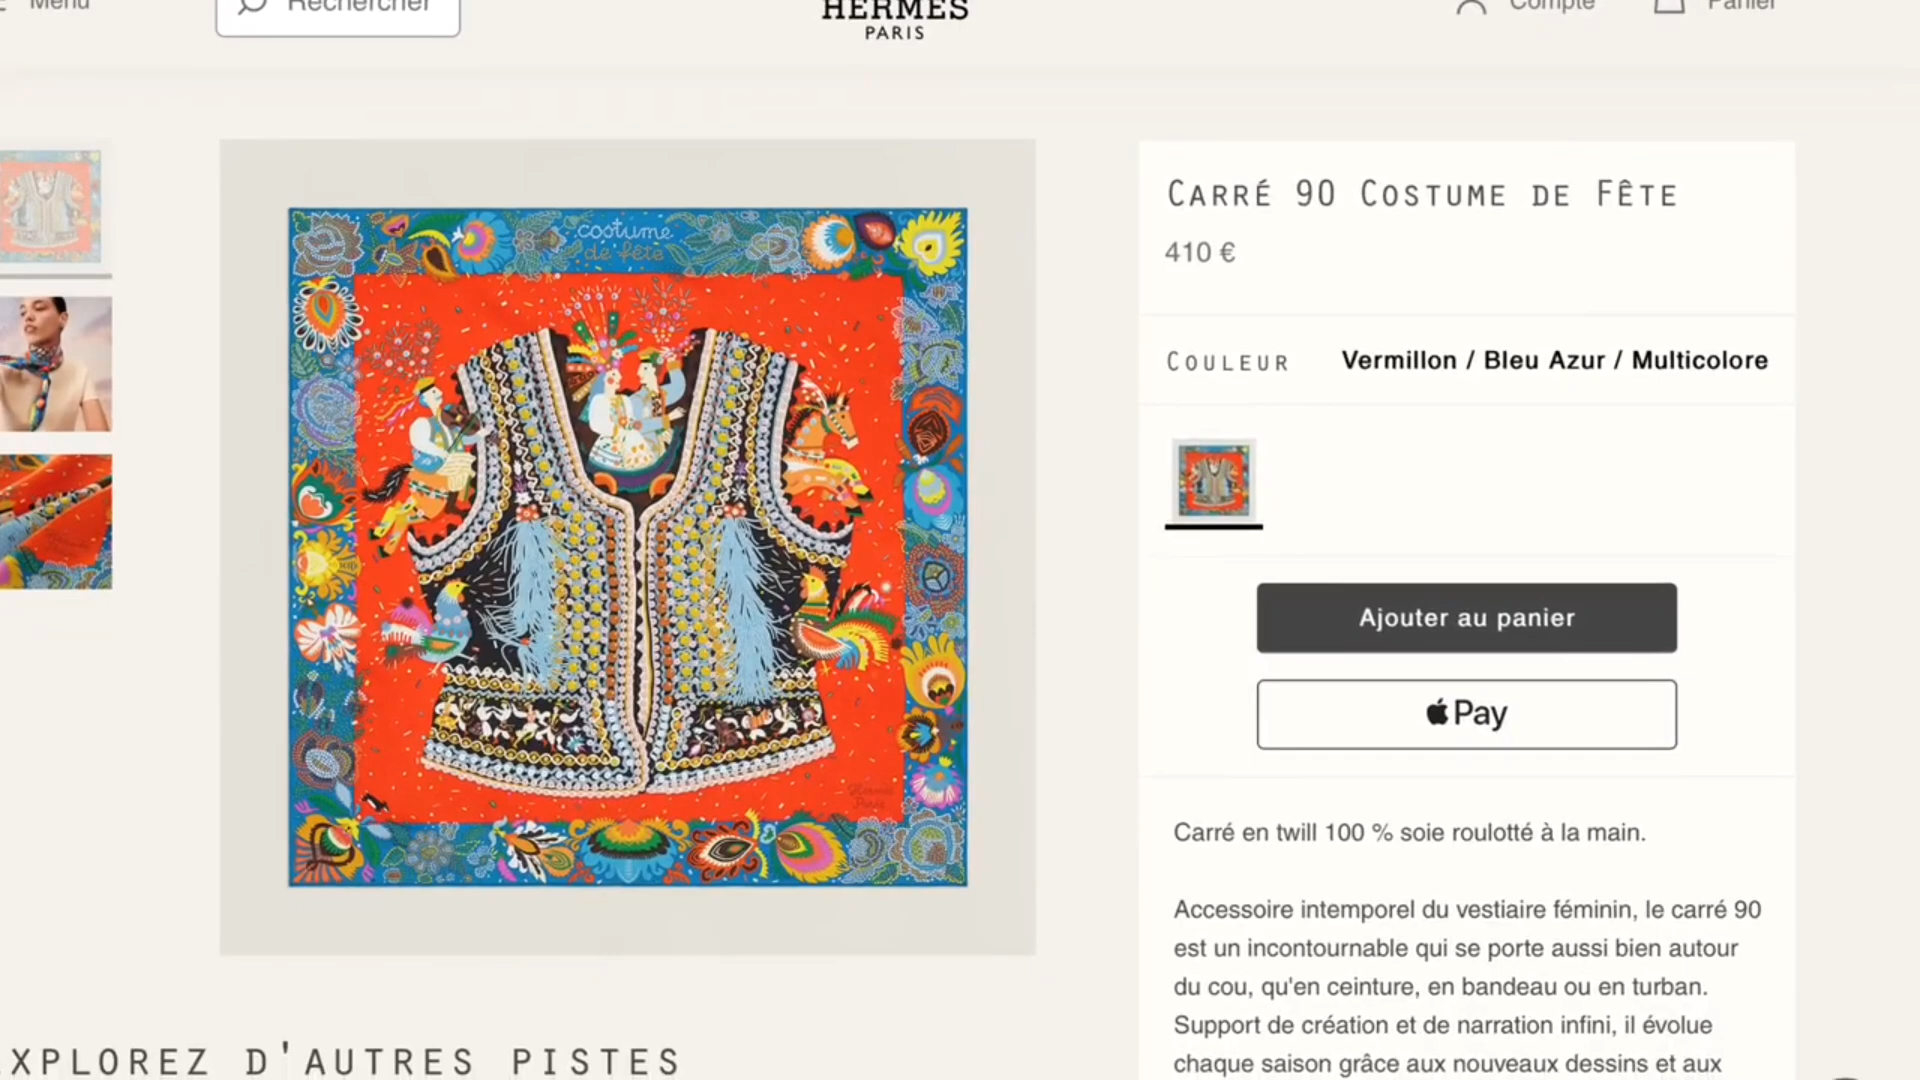 Menu
Rechercher
HERMÈS
PARIS
Compte
Panier
costume
de fête
Hermès
Paris
CARRÉ 90 COSTUME DE FÊTE
410 €
COULEUR
Vermillon / Bleu Azur / Multicolore
Ajouter au panier
Pay
Carré en twill 100 % soie roulotté à la main.
Accessoire intemporel du vestiaire féminin, le carré 90
est un incontournable qui se porte aussi bien autour
du cou, qu'en ceinture, en bandeau ou en turban.
Support de création et de narration infini, il évolue
chaque saison grâce aux nouveaux dessins et aux
XPLOREZ D'AUTRES PISTES